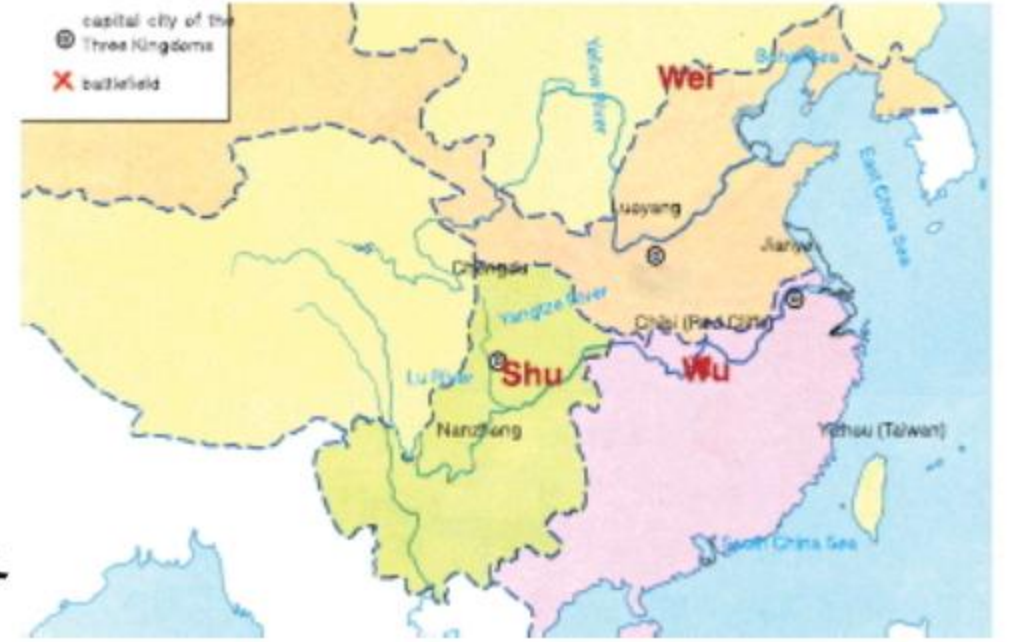 capital city of the
Three Kingdoms
battlefield
Yellow River
Wei
Bohai Sea
East China Sea
Luoyang
Jianye
Chengdu
Yangtze River
Chibi (Red Cliffs)
Lu River
Shu
Wu
Nanzhong
Yizhou (Taiwan)
South China Sea